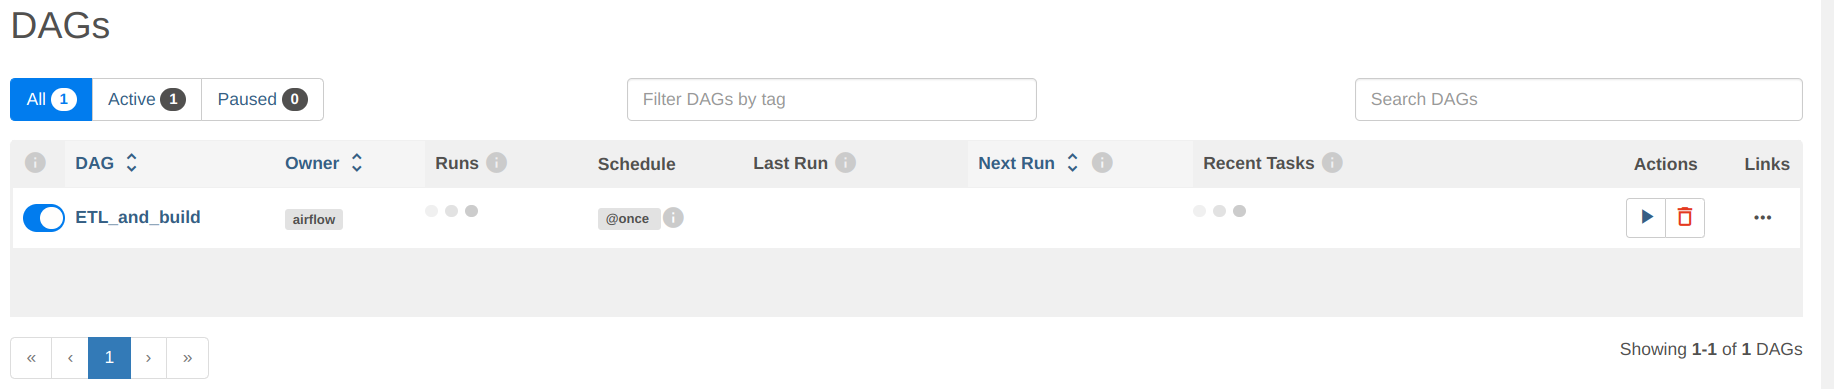 DAGs
All 1 Active 1 Paused 0 Filter DAGs by tag Search DAGs
DAG Owner Runs Schedule Last Run Next Run Recent Tasks Actions Links
ETL_and_build airflow @once
« ‹ 1 › »
Showing 1-1 of 1 DAGs